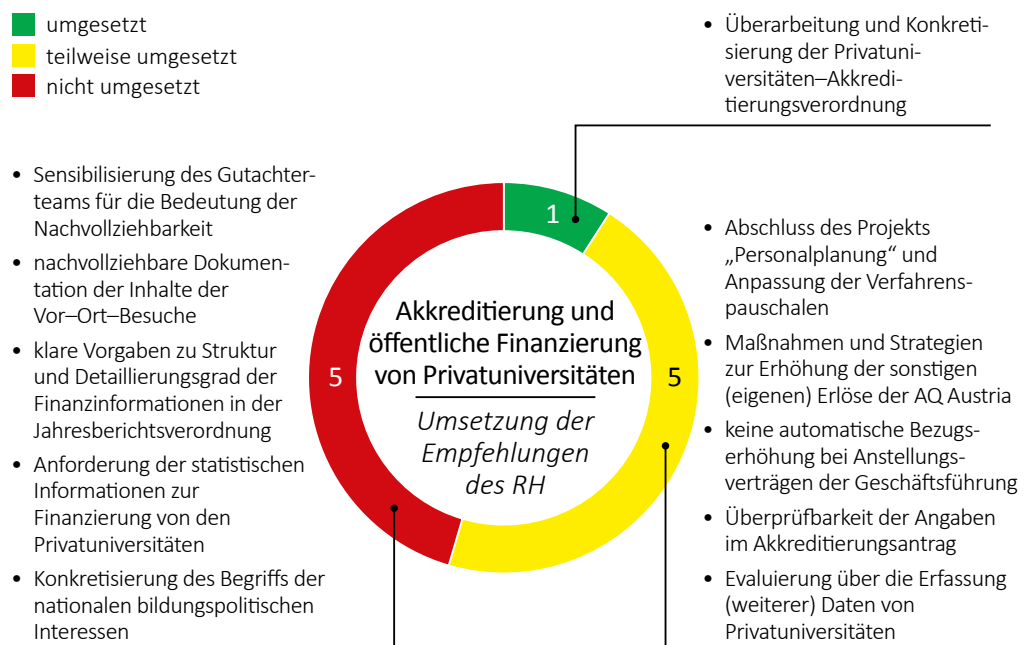 umgesetzt
teilweise umgesetzt
nicht umgesetzt
• Überarbeitung und Konkreti-
sierung der Privatuni-
versitäten–Akkredi-
tierungsverordnung
• Sensibilisierung des Gutachter-
teams für die Bedeutung der
Nachvollziehbarkeit
• nachvollziehbare Dokumen-
tation der Inhalte der
Vor–Ort–Besuche
• klare Vorgaben zu Struktur
und Detaillierungsgrad der
Finanzinformationen in der
Jahresberichtsverordnung
• Anforderung der statistischen
Informationen zur
Finanzierung von den
Privatuniversitäten
• Konkretisierung des Begriffs der
nationalen bildungspolitischen
Interessen
1
5
5
Akkreditierung und
öffentliche Finanzierung
von Privatuniversitäten
Umsetzung der
Empfehlungen
des RH
• Abschluss des Projekts
„Personalplanung“ und
Anpassung der Verfahrens-
pauschalen
• Maßnahmen und Strategien
zur Erhöhung der sonstigen
(eigenen) Erlöse der AQ Austria
• keine automatische Bezugs-
erhöhung bei Anstellungs-
verträgen der Geschäftsführung
• Überprüfbarkeit der Angaben
im Akkreditierungsantrag
• Evaluierung über die Erfassung
(weiterer) Daten von
Privatuniversitäten